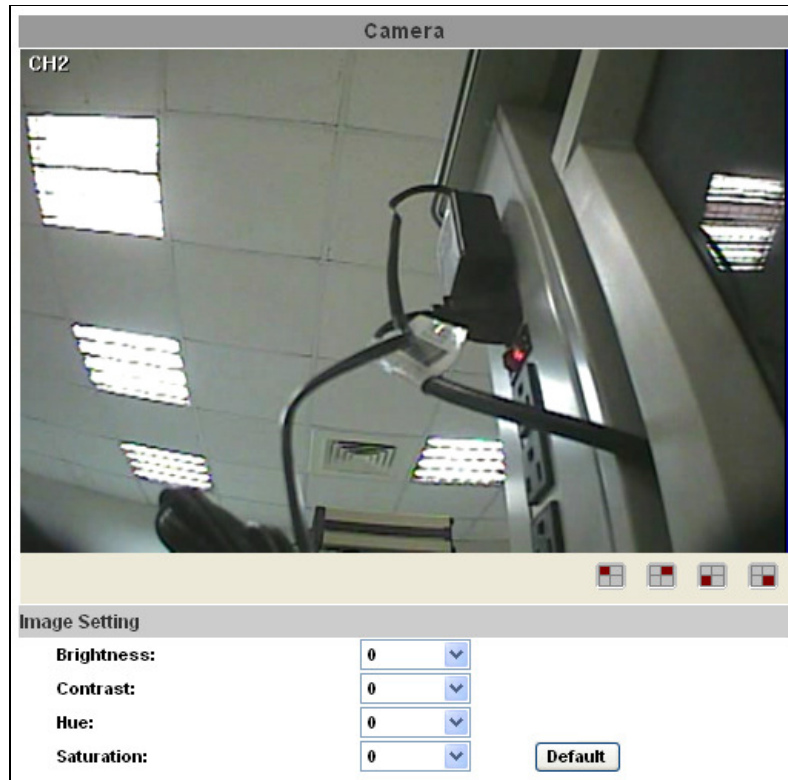 Camera
CH2
Image Setting
Brightness: 0
Contrast: 0
Hue: 0
Saturation: 0 Default